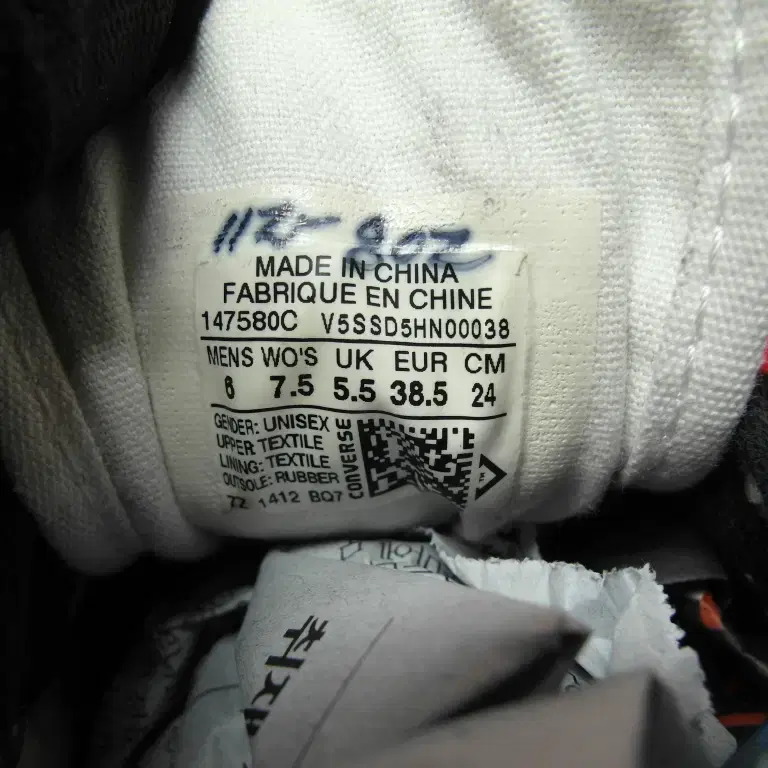 MADE IN CHINA
FABRIQUE EN CHINE
147580C V5SSD5HN00038
MENS WO'S UK EUR CM
6 7.5 5.5 38.5 24
GENDER: UNISEX
UPPER TEXTILE
LINING: TEXTILE
OUTSOLE: RUBBER
72 1412 BQ7
CONVERSE